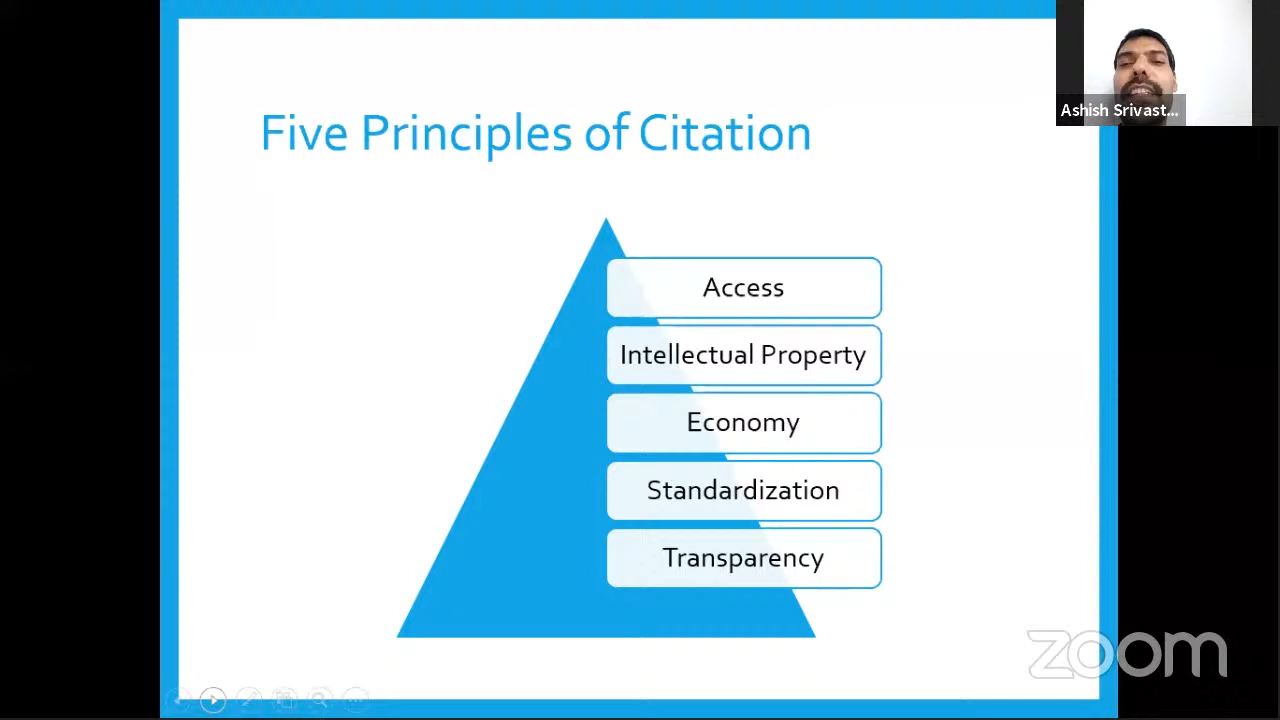 Five Principles of Citation
Ashish Srivast...
Access
Intellectual Property
Economy
Standardization
Transparency
zoom